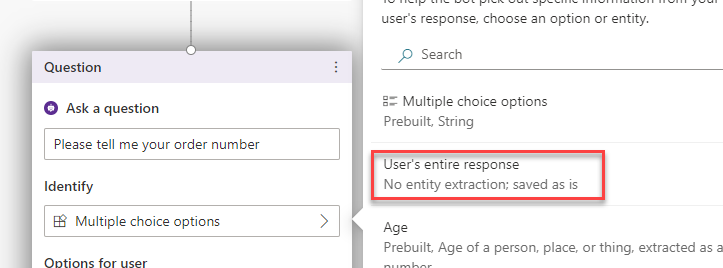 To help the bot pick out specific information from your
user's response, choose an option or entity.
Search
Multiple choice options
Prebuilt, String
User's entire response
No entity extraction; saved as is
Age
Prebuilt, Age of a person, place, or thing, extracted as a
number
Question
Ask a question
Please tell me your order number
Identify
Multiple choice options
Options for user